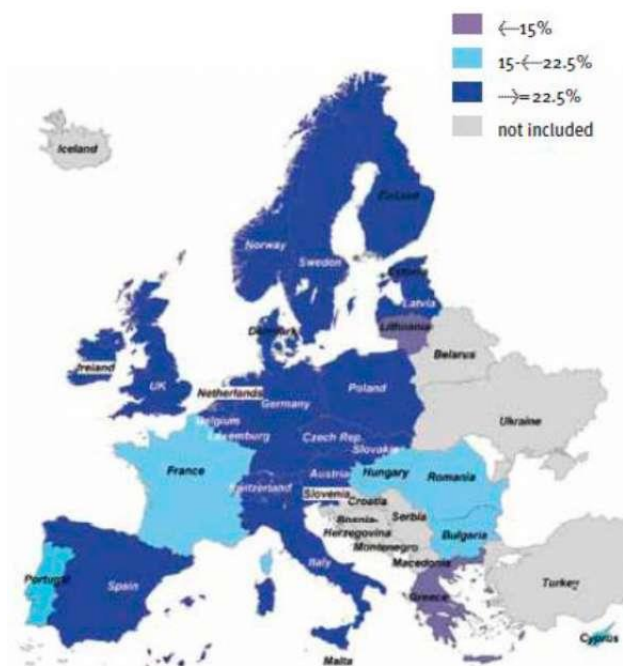 <--15%
15-<--22.5%
-->=22.5%
not included
Iceland
Finland
Norway
Sweden
Estonia
Latvia
Denmark
Lithuania
Ireland
Belarus
UK
Netherlands
Poland
Germany
Belgium
Ukraine
Luxemburg
Czech Rep.
Slovakia
France
Austria
Hungary
Romania
Switzerland
Slovenia
Croatia
Bosnia-
Serbia
Herzegovina
Bulgaria
Montenegro
Italy
Macedonia
Portugal
Spain
Greece
Turkey
Cyprus
Malta